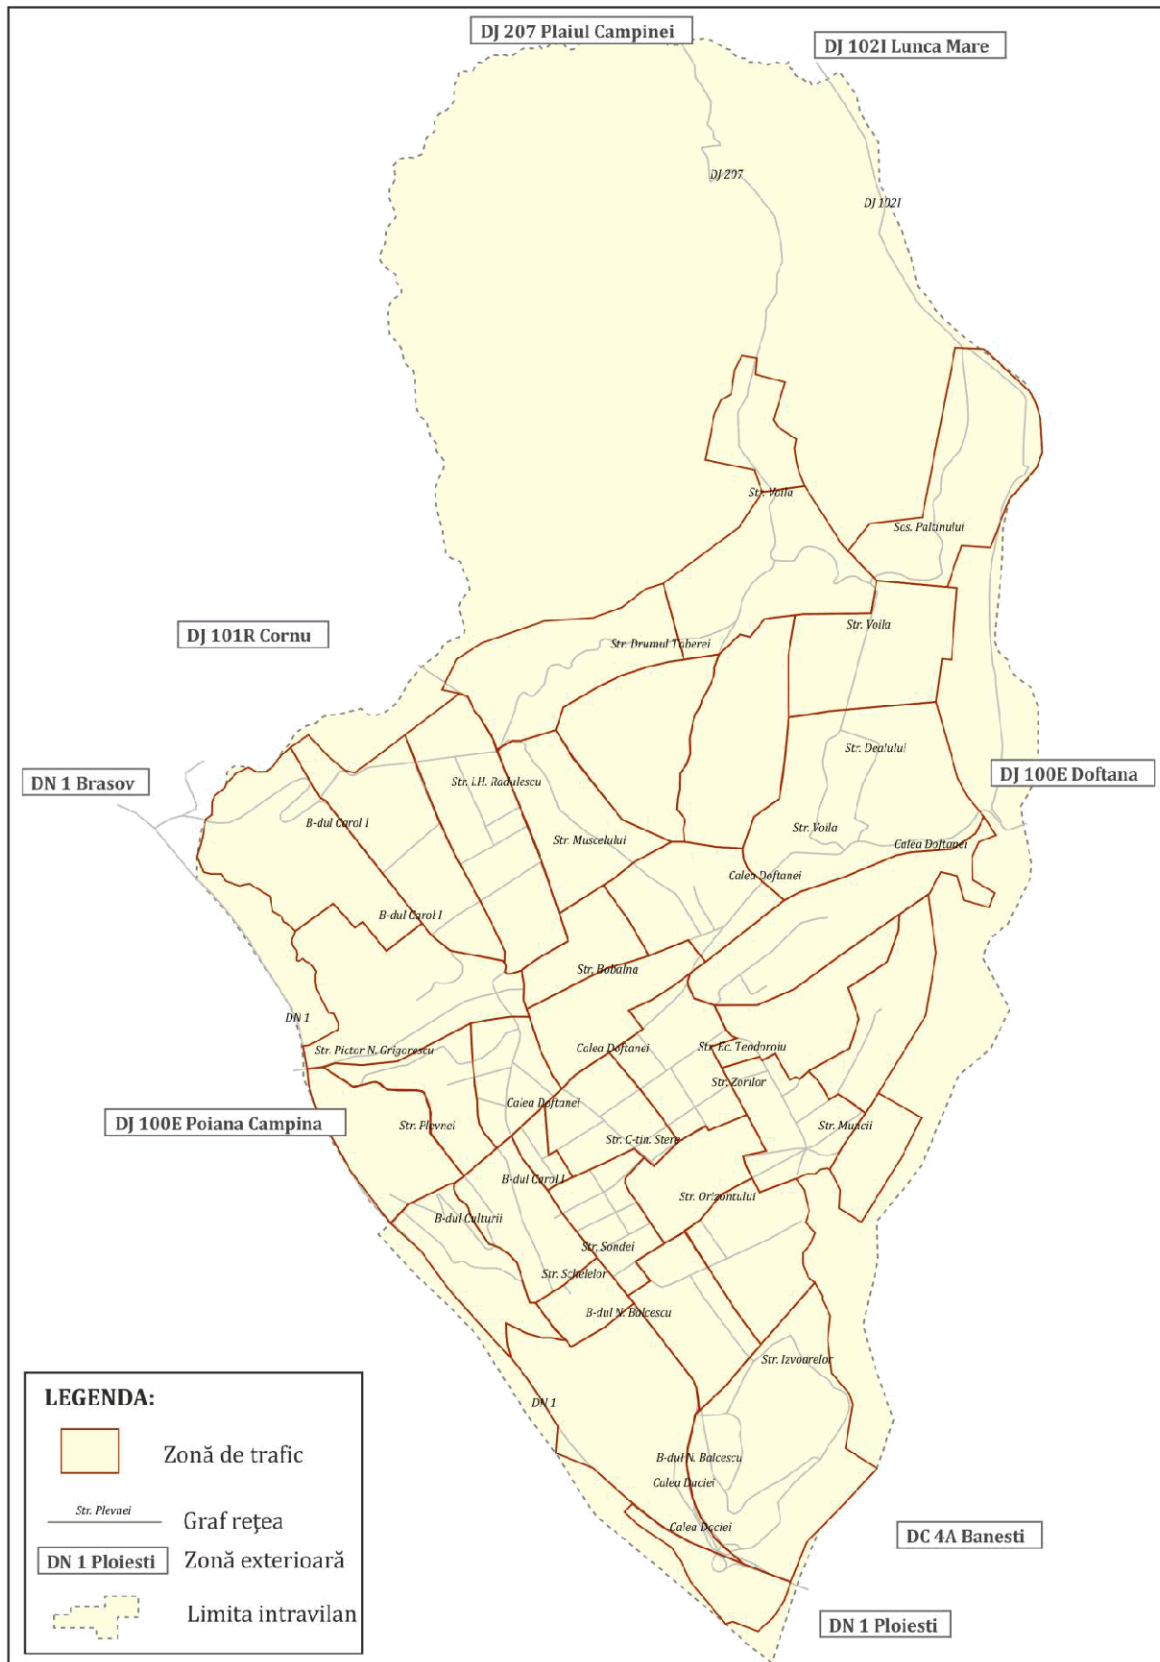 DJ 207 Plaiul Campinei
DJ 102I Lunca Mare
DJ 207
DJ 102I
Str. Voila
Sos. Paltinului
Str. Voila
DJ 101R Cornu
Str. Drumul Taberei
Str. Dealului
DN 1 Brasov
DJ 100E Doftana
Str. I.H. Radulescu
B-dul Carol I
Str. Muscelului
Str. Voila
Calea Doftanei
Calea Doftanei
B-dul Carol I
Str. Bobalna
DN 1
Str. Pictor N. Grigorescu
Calea Doftanei
Str. Ec. Teodoroiu
Str. Zorilor
Calea Doftanei
DJ 100E Poiana Campina
Str. Plevnei
Str. C-tin. Stere
Str. Muncii
B-dul Carol I
Str. Orizontului
B-dul Culturii
Str. Sondei
Str. Schelelor
B-dul N. Balcescu
Str. Izvoarelor
DN 1
B-dul N. Balcescu
Calea Daciei
Calea Daciei
DC 4A Banesti
DN 1 Ploiesti
LEGENDA:
Zonă de trafic
Str. Plevnei
Graf rețea
DN 1 Ploiesti
Zonă exterioară
Limita intravilan